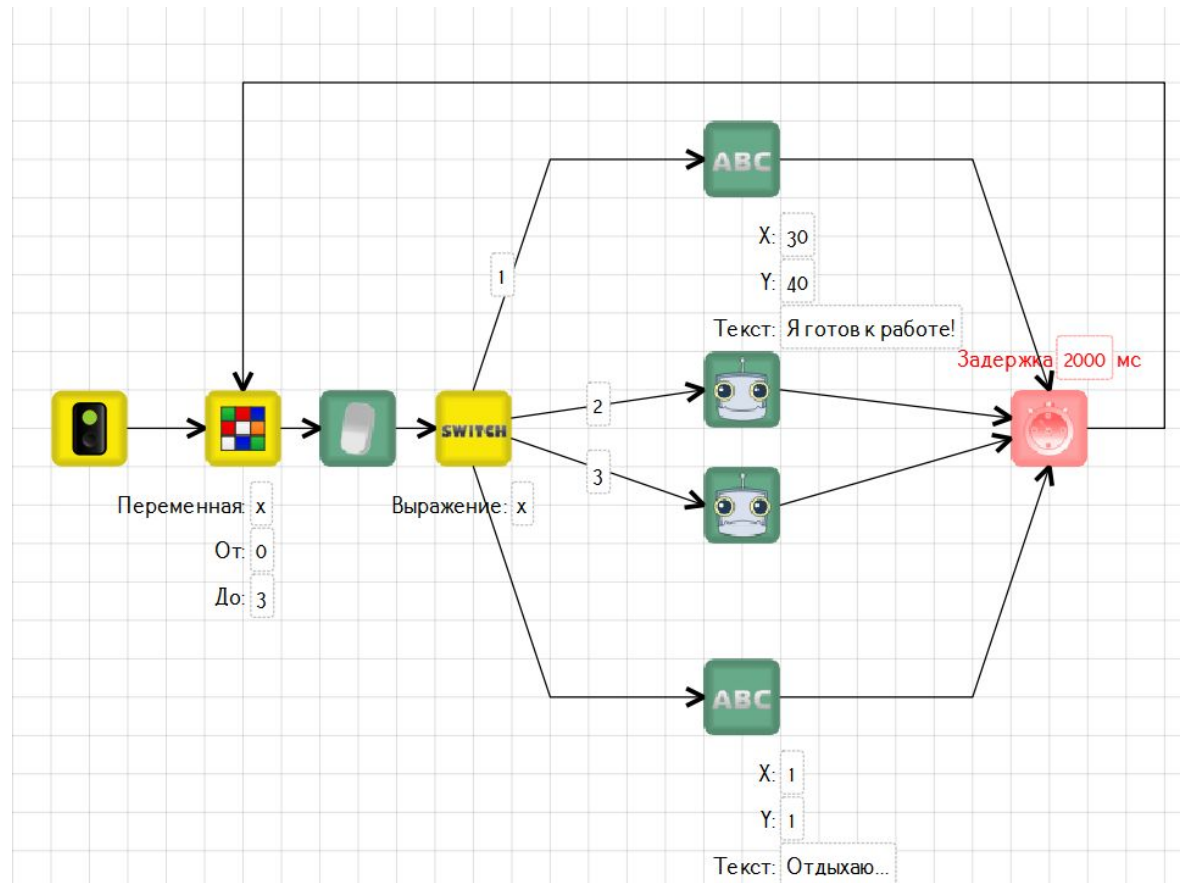 ABC
X: 30
1
Y: 40
Текст: Я готов к работе!
Задержка 2000 мс
2
SWITCH
3
Переменная: x
Выражение: x
От: 0
До: 3
ABC
X: 1
Y: 1
Текст: Отдыхаю...